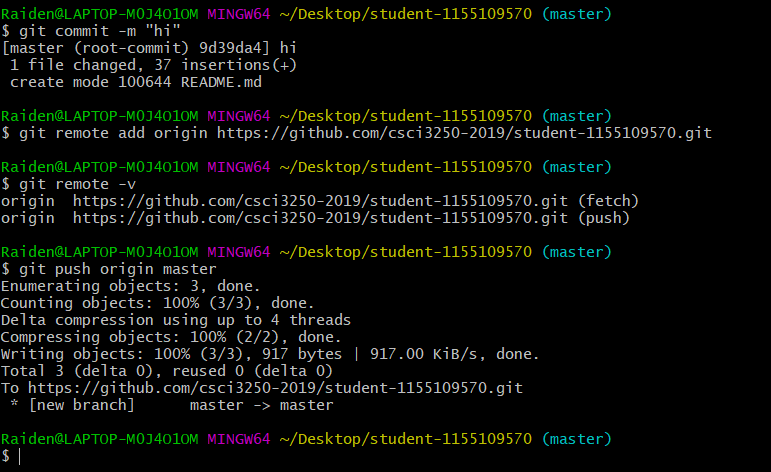 Raiden@LAPTOP-M0J4O1OM MINGW64 ~/Desktop/student-1155109570 (master)
$ git commit -m "hi"
[master (root-commit) 9d39da4] hi
 1 file changed, 37 insertions(+)
 create mode 100644 README.md

Raiden@LAPTOP-M0J4O1OM MINGW64 ~/Desktop/student-1155109570 (master)
$ git remote add origin https://github.com/csci3250-2019/student-1155109570.git

Raiden@LAPTOP-M0J4O1OM MINGW64 ~/Desktop/student-1155109570 (master)
$ git remote -v
origin  https://github.com/csci3250-2019/student-1155109570.git (fetch)
origin  https://github.com/csci3250-2019/student-1155109570.git (push)

Raiden@LAPTOP-M0J4O1OM MINGW64 ~/Desktop/student-1155109570 (master)
$ git push origin master
Enumerating objects: 3, done.
Counting objects: 100% (3/3), done.
Delta compression using up to 4 threads
Compressing objects: 100% (2/2), done.
Writing objects: 100% (3/3), 917 bytes | 917.00 KiB/s, done.
Total 3 (delta 0), reused 0 (delta 0)
To https://github.com/csci3250-2019/student-1155109570.git
 * [new branch]      master -> master

Raiden@LAPTOP-M0J4O1OM MINGW64 ~/Desktop/student-1155109570 (master)
$